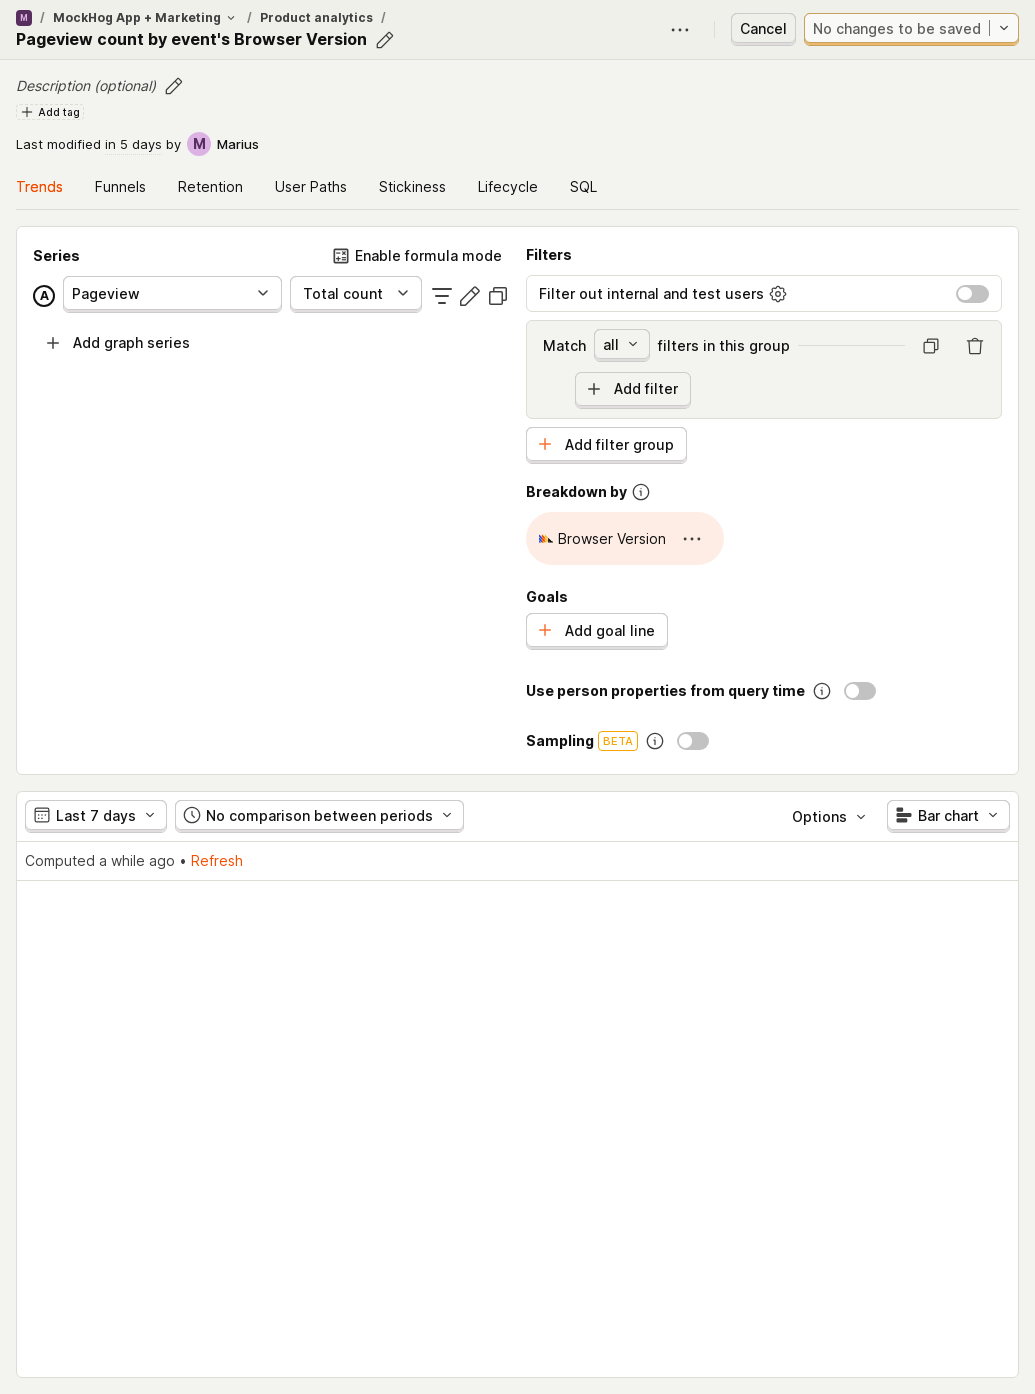 M / MockHog App + Marketing / Product analytics /
Pageview count by event's Browser Version
Cancel
No changes to be saved
Description (optional)
Add tag
Last modified in 5 days by M Marius
Trends Funnels Retention User Paths Stickiness Lifecycle SQL
Series
Enable formula mode
A Pageview Total count
Add graph series
Filters
Filter out internal and test users
Match all filters in this group
Add filter
Add filter group
Breakdown by
Browser Version
Goals
Add goal line
Use person properties from query time
Sampling BETA
Last 7 days No comparison between periods Options Bar chart
Computed a while ago • Refresh